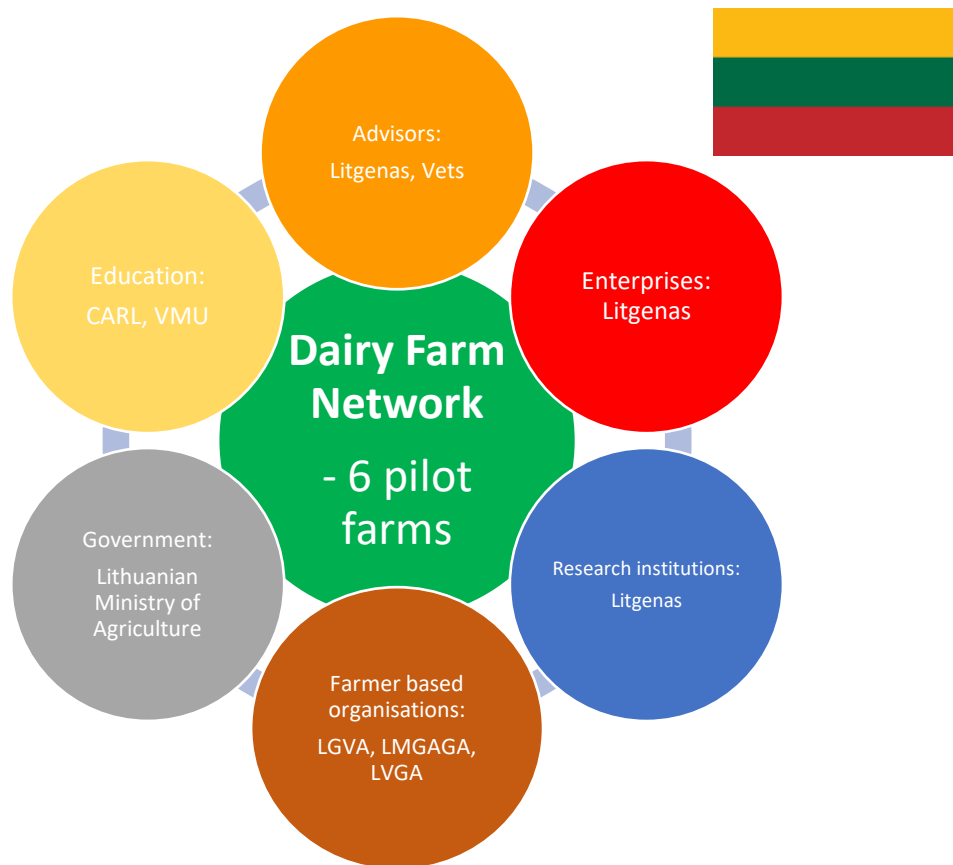 Advisors:
Litgenas, Vets
Enterprises:
Litgenas
Research institutions:
Litgenas
Farmer based
organisations:
LGVA, LMGAGA,
LVGA
Government:
Lithuanian
Ministry of
Agriculture
Education:
CARL, VMU
Dairy Farm
Network
- 6 pilot
farms